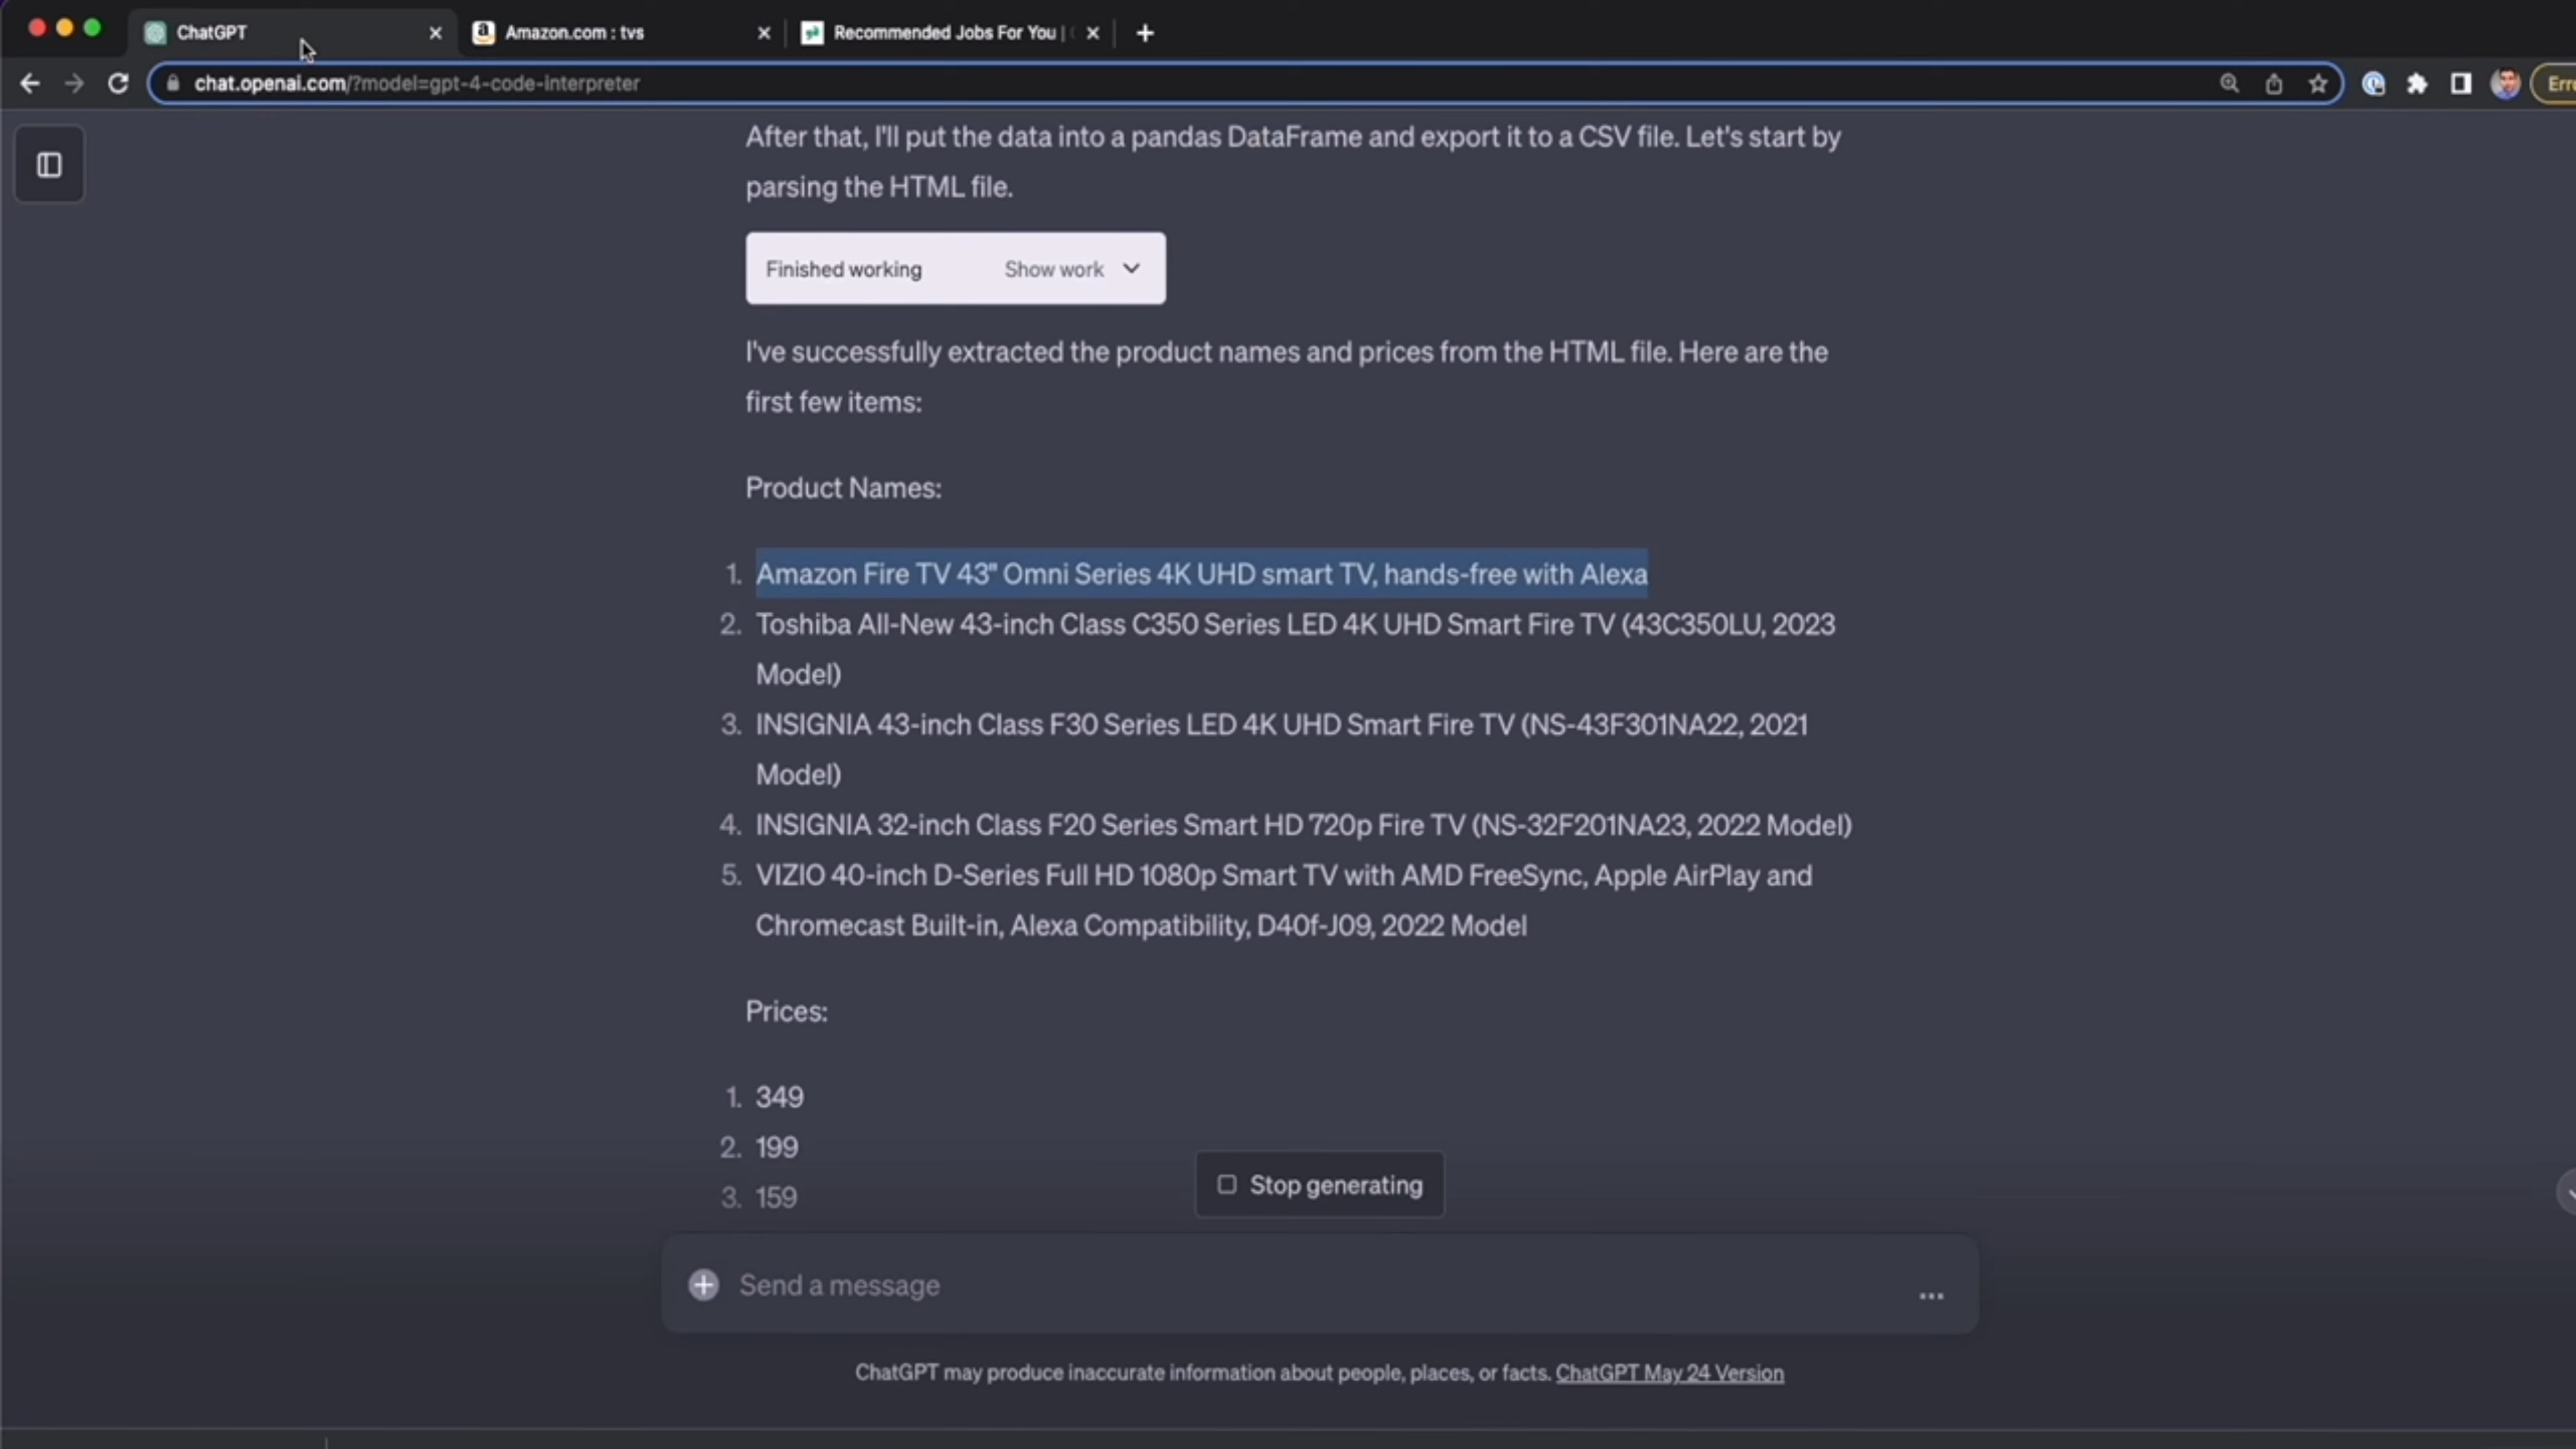 ChatGPT
Amazon.com : tvs
Recommended Jobs For You |
chat.openai.com/?model=gpt-4-code-interpreter
After that, I'll put the data into a pandas DataFrame and export it to a CSV file. Let's start by
parsing the HTML file.
Finished working Show work
I've successfully extracted the product names and prices from the HTML file. Here are the
first few items:
Product Names:
1. Amazon Fire TV 43" Omni Series 4K UHD smart TV, hands-free with Alexa
2. Toshiba All-New 43-inch Class C350 Series LED 4K UHD Smart Fire TV (43C350LU, 2023
Model)
3. INSIGNIA 43-inch Class F30 Series LED 4K UHD Smart Fire TV (NS-43F301NA22, 2021
Model)
4. INSIGNIA 32-inch Class F20 Series Smart HD 720p Fire TV (NS-32F201NA23, 2022 Model)
5. VIZIO 40-inch D-Series Full HD 1080p Smart TV with AMD FreeSync, Apple AirPlay and
Chromecast Built-in, Alexa Compatibility, D40f-J09, 2022 Model
Prices:
1. 349
2. 199
3. 159
Stop generating
Send a message
ChatGPT may produce inaccurate information about people, places, or facts. ChatGPT May 24 Version